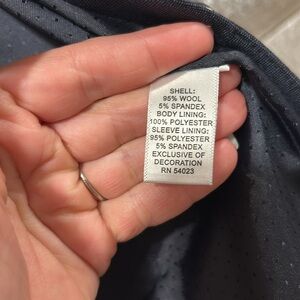 SHELL:
95% WOOL
5% SPANDEX
BODY LINING:
100% POLYESTER
SLEEVE LINING:
95% POLYESTER
5% SPANDEX
EXCLUSIVE OF
DECORATION
RN 54023